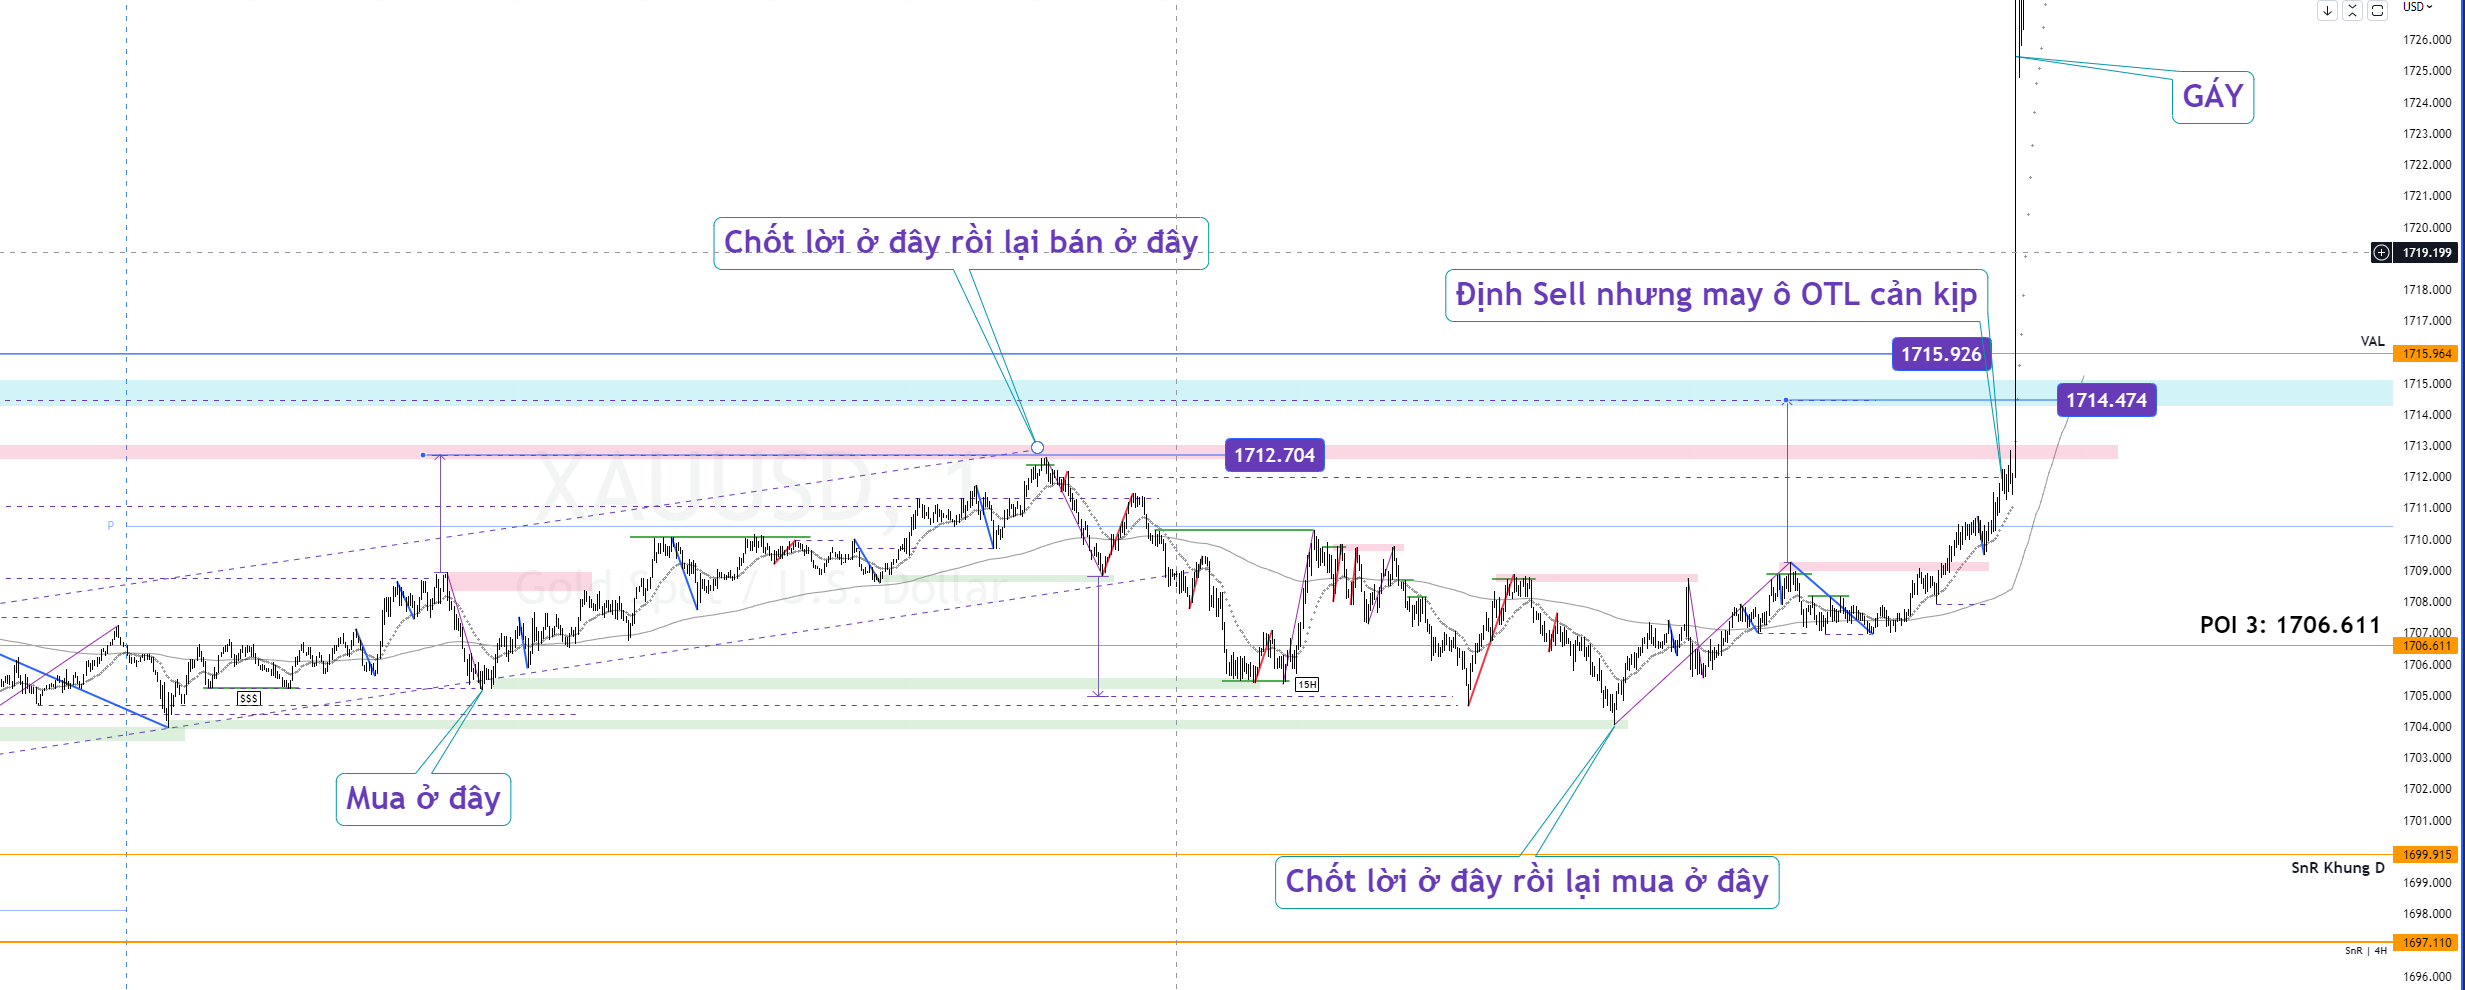 USD
1726.000
GÁY
1725.000
1724.000
1723.000
1722.000
1721.000
1720.000
Chốt lời ở đây rồi lại bán ở đây
1719.199
Định Sell nhưng may ô OTL cản kịp
1718.000
1717.000
VAL
1715.926
1715.964
1715.000
1714.474
1714.000
1713.000
1712.704
XAUUSD, 1
1712.000
1711.000
P
1710.000
Gold Spot / U.S. Dollar
1709.000
1708.000
POI 3: 1706.611
1707.000
1706.611
1706.000
$$$
15H
1705.000
1704.000
1703.000
Mua ở đây
1702.000
1701.000
1699.915
SnR Khung D
Chốt lời ở đây rồi lại mua ở đây
1699.000
1698.000
1697.110
SnR | 4H
1696.000